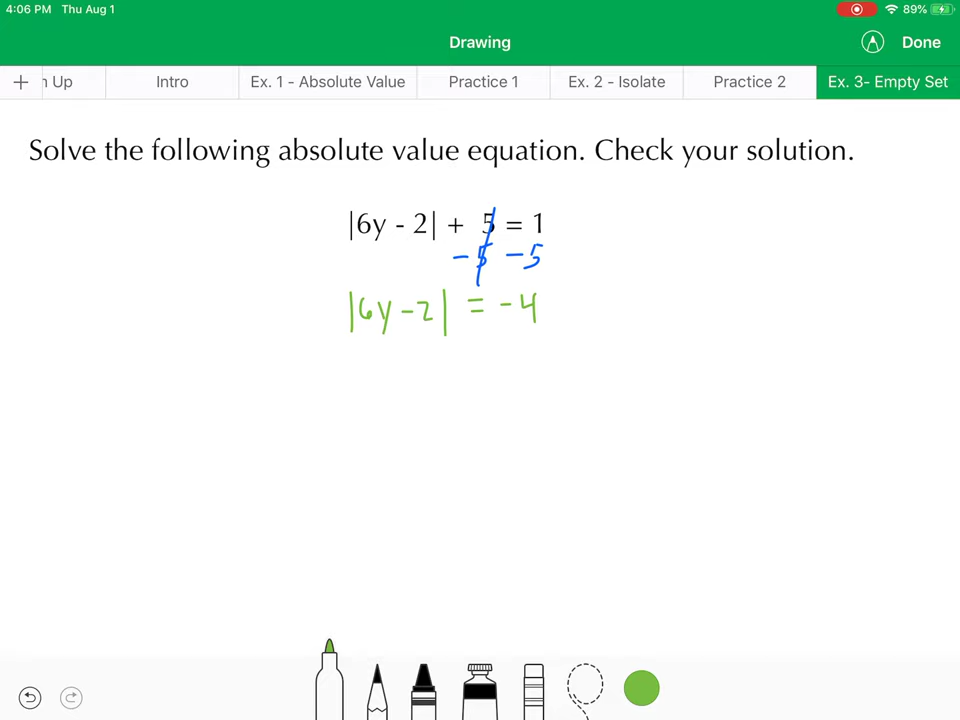 4:06 PM Thu Aug 1 89%
Drawing Done
n Up Intro Ex. 1 - Absolute Value Practice 1 Ex. 2 - Isolate Practice 2 Ex. 3- Empty Set
Solve the following absolute value equation. Check your solution.
|6y - 2| + 5 = 1
-5 -5
|6y-2| = -4